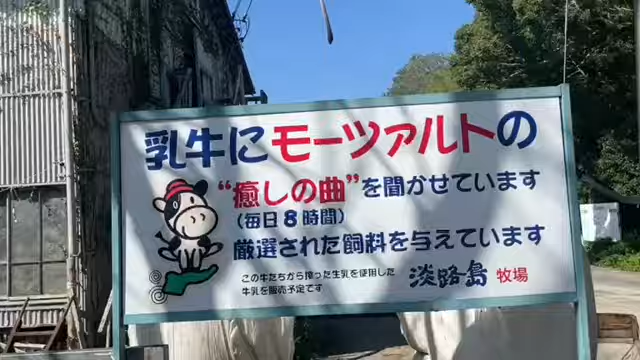 乳牛にモーツァルトの
“癒しの曲”を聞かせています
(毎日8時間)
厳選された飼料を与えています
この牛たちから搾った生乳を使用した
牛乳を販売予定です
淡路島 牧場